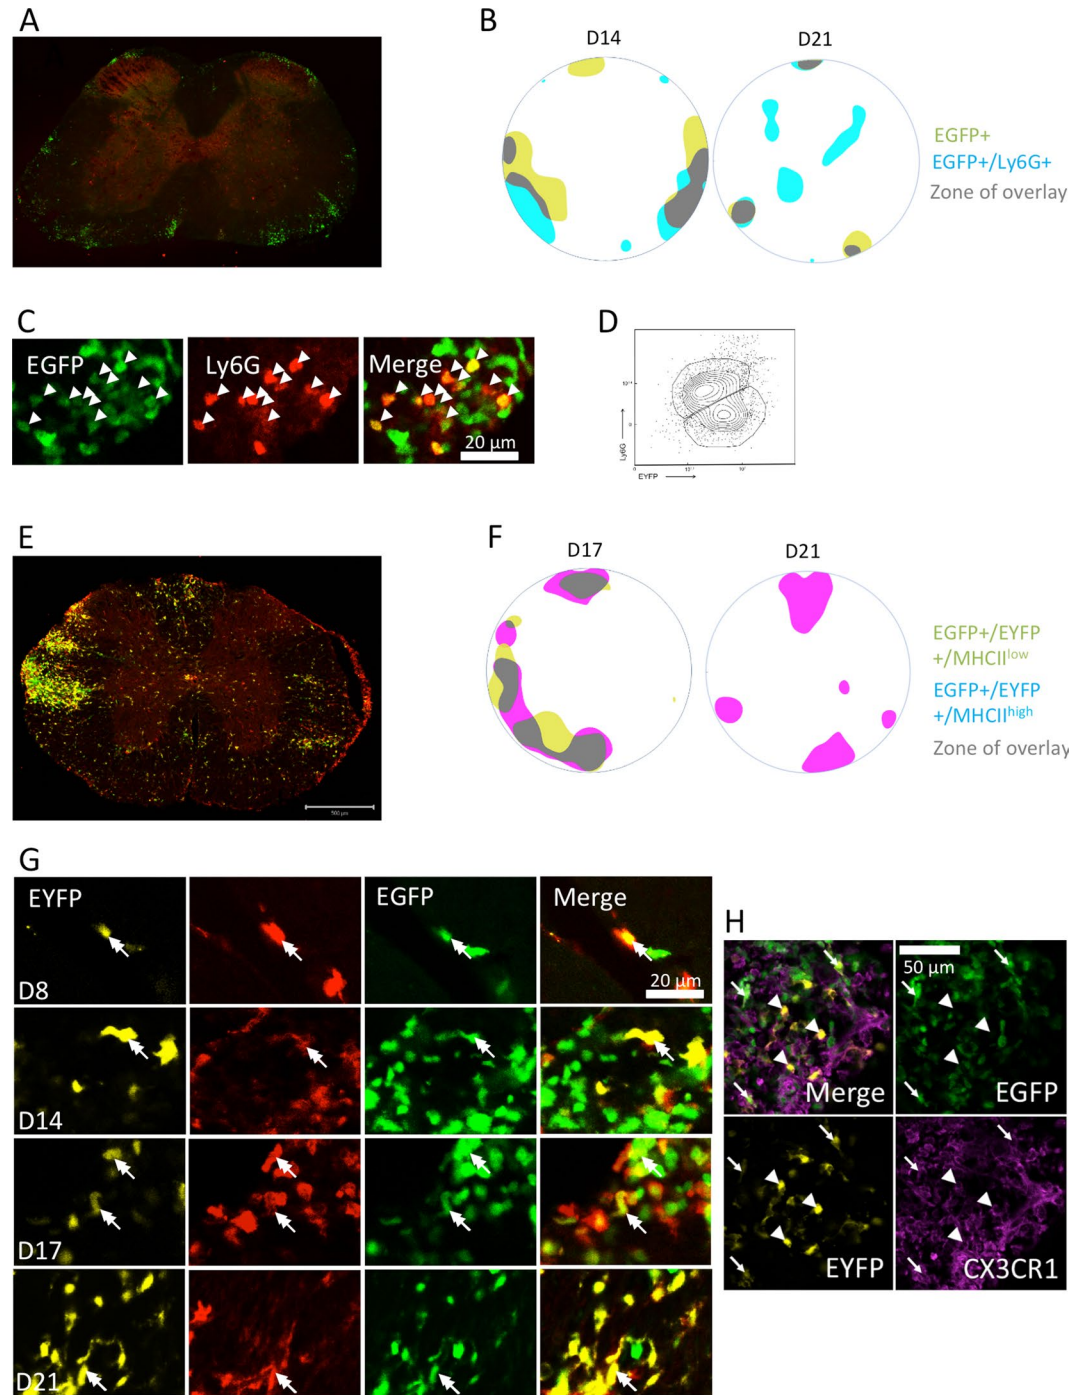 A
B
D14
D21
EGFP+
EGFP+/Ly6G+
Zone of overlay
C
EGFP
Ly6G
Merge
20 µm
D
Ly6G
EYFP
E
500 µm
F
D17
D21
EGFP+/EYFP
+/MHCIIlow
EGFP+/EYFP
+/MHCIIhigh
Zone of overlay
G
EYFP
EGFP
Merge
D8
20 µm
D14
D17
D21
H
50 µm
Merge
EGFP
EYFP
CX3CR1